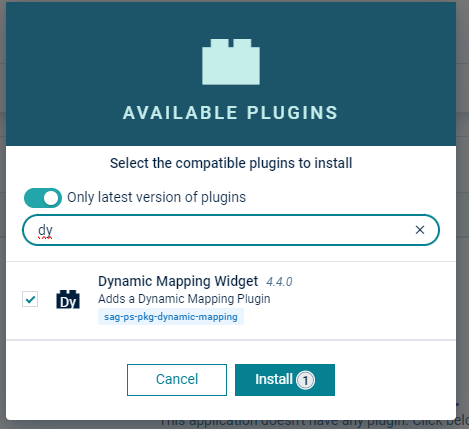 AVAILABLE PLUGINS
Select the compatible plugins to install
Only latest version of plugins
dy
Dynamic Mapping Widget 4.4.0
Dy
Adds a Dynamic Mapping Plugin
sag-ps-pkg-dynamic-mapping
Cancel
Install 1
This application doesn't have any plugin. Click belo